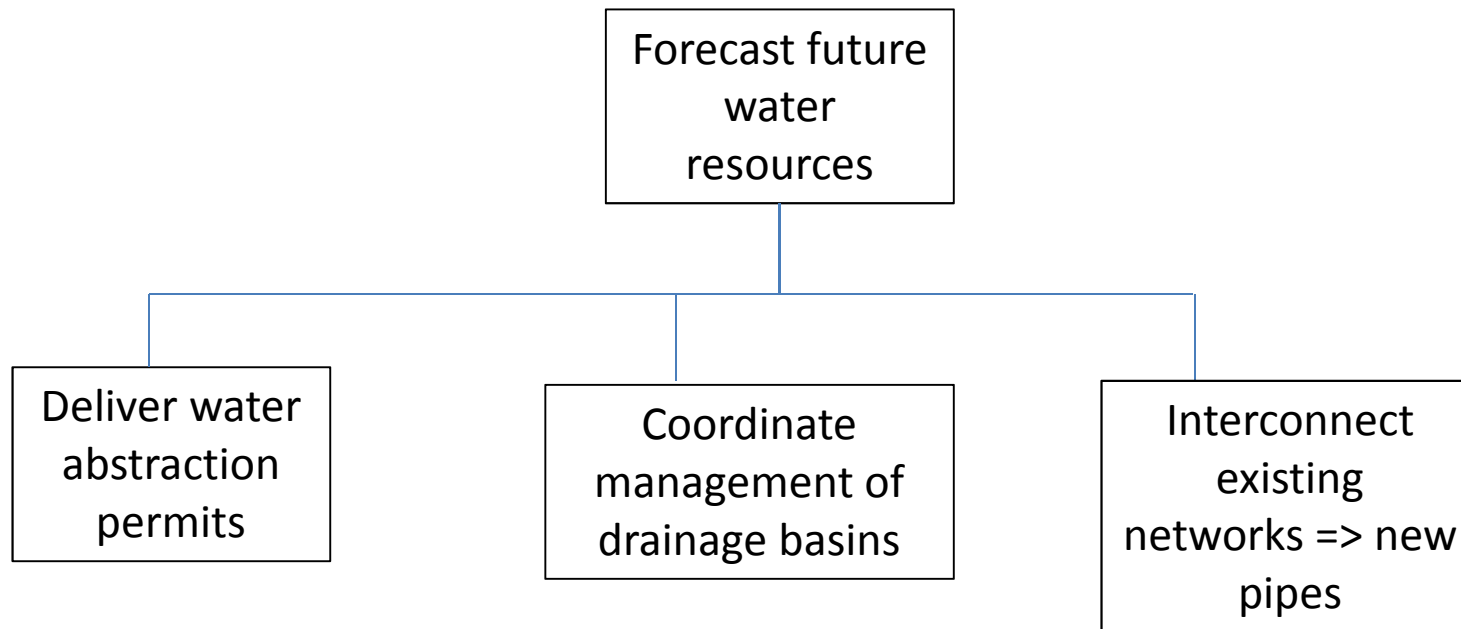 Forecast future
water
resources
Deliver water
abstraction
permits
Coordinate
management of
drainage basins
Interconnect
existing
networks => new
pipes